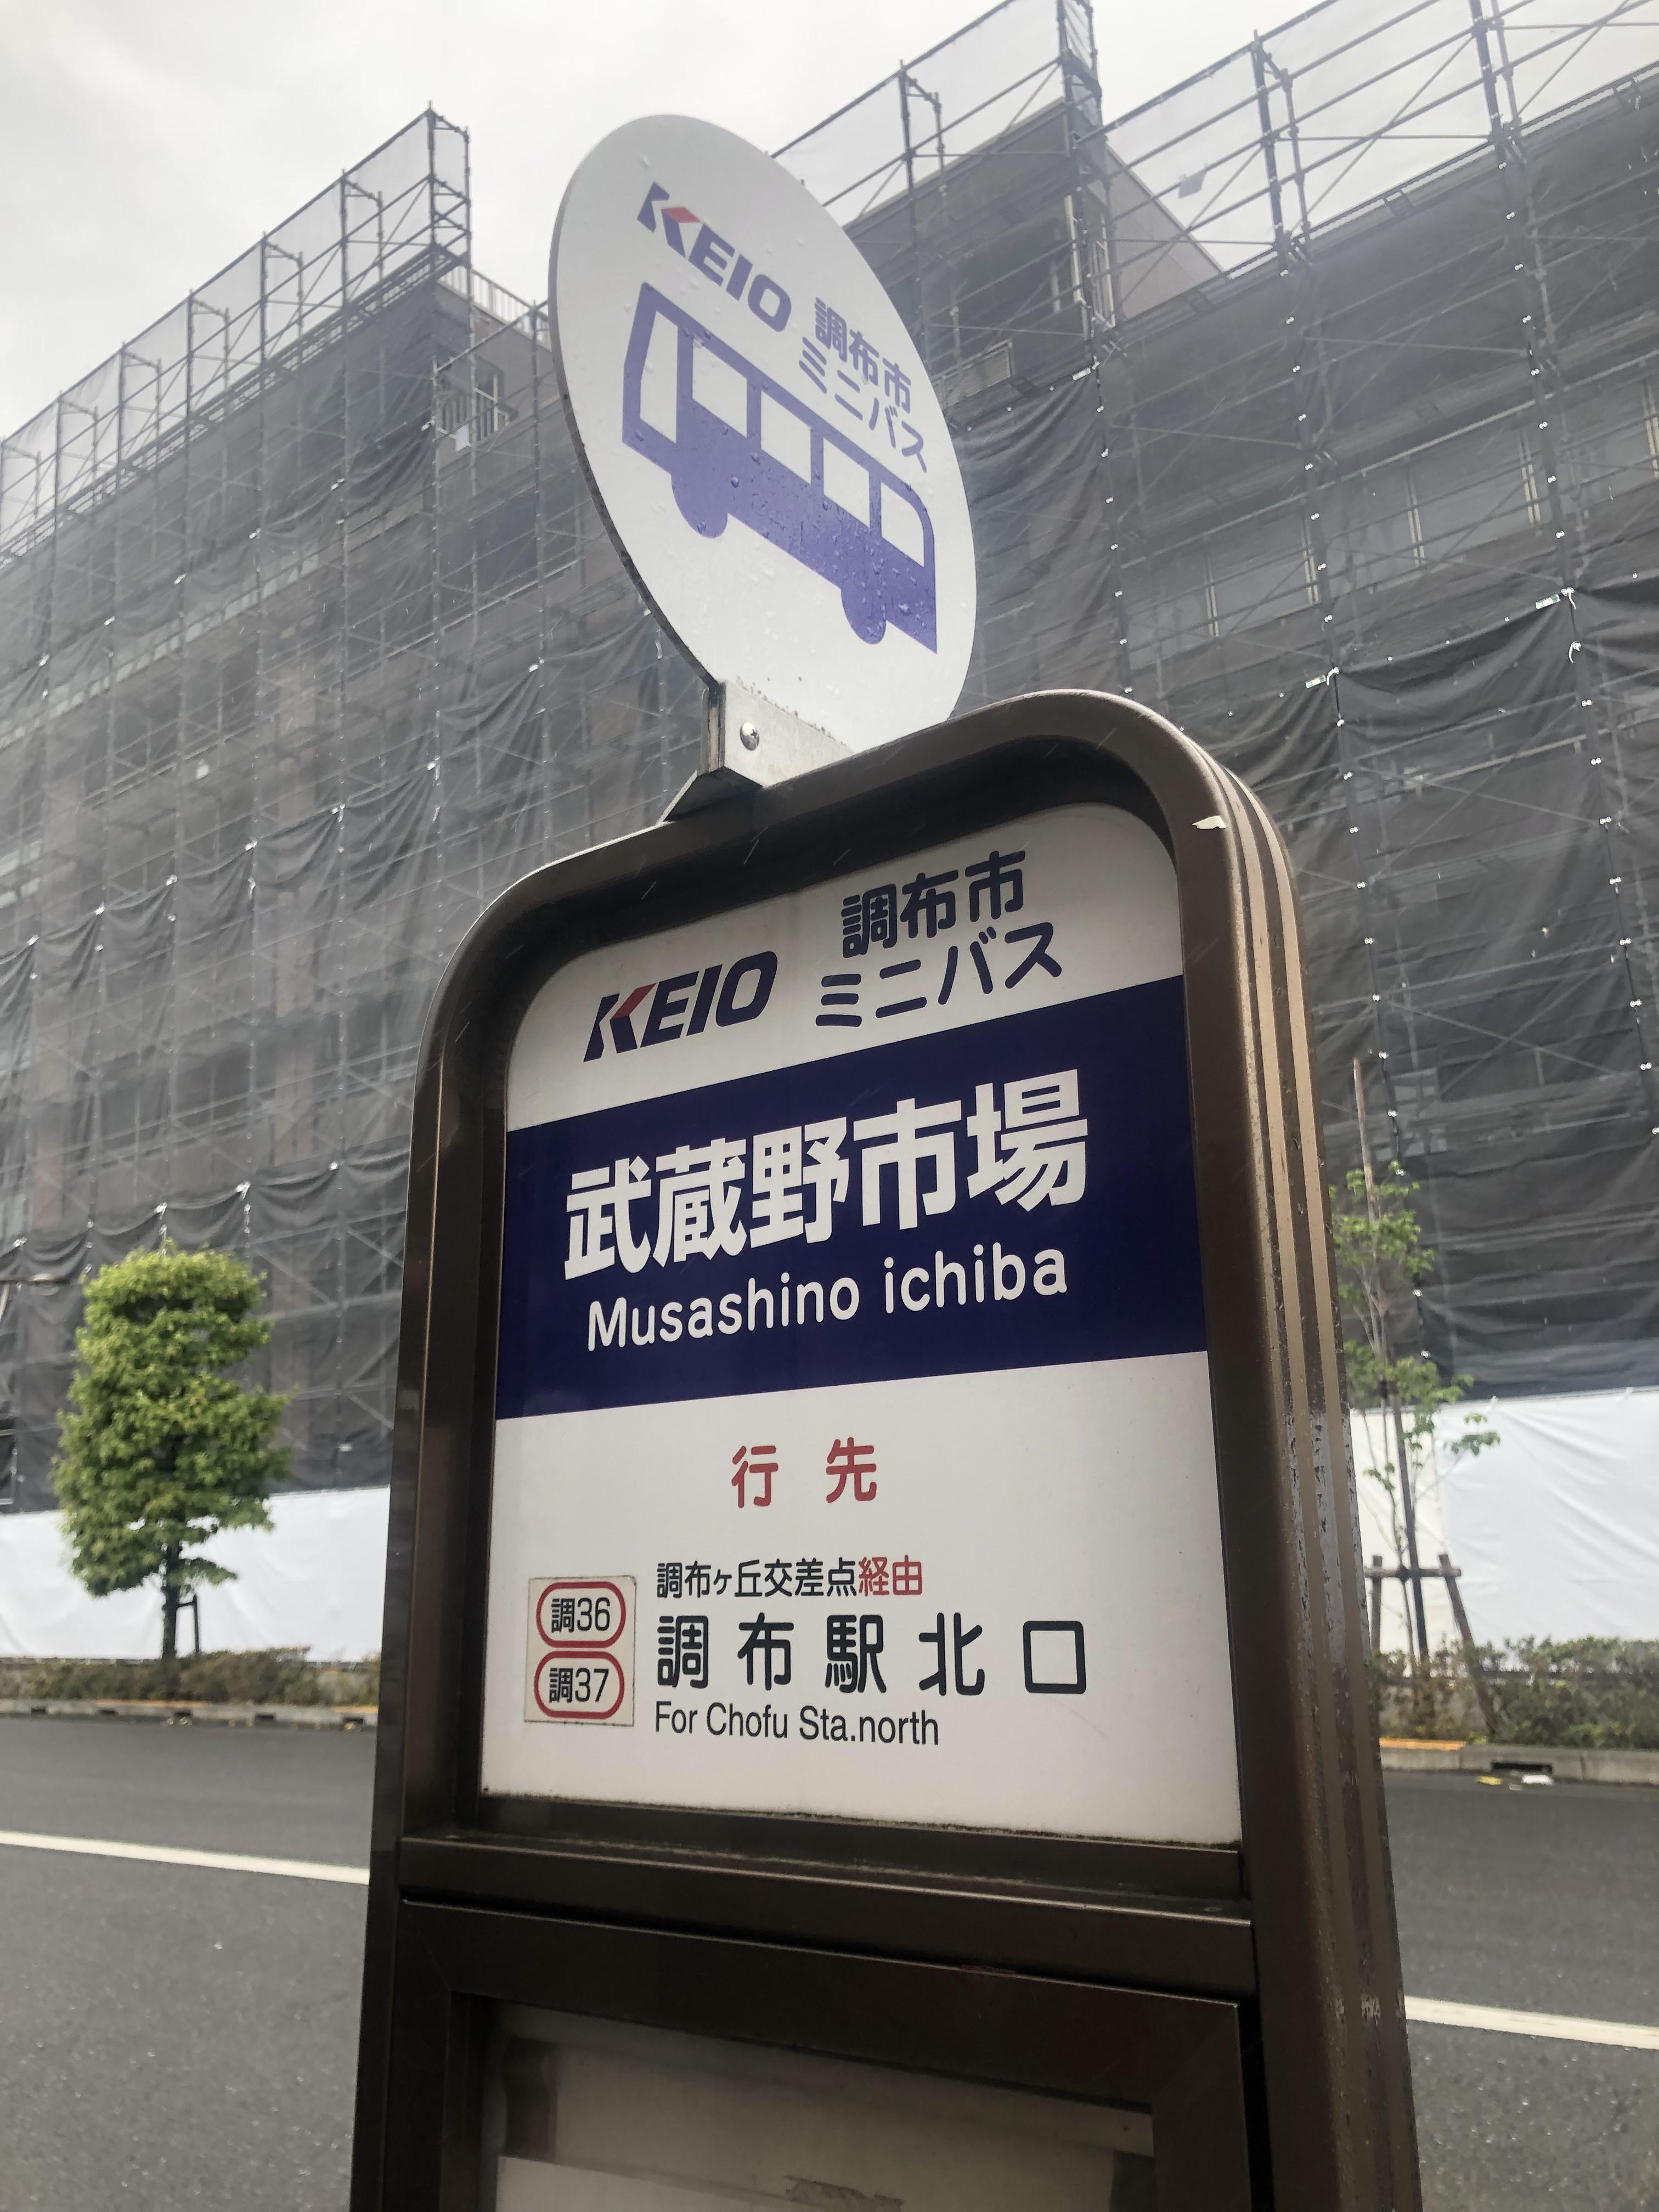 KEIO
調布市
ミニバス
KEIO
調布市
ミニバス
武蔵野市場
Musashino ichiba
行先
調布ヶ丘交差点経由
調36
調37
調布駅北口
For Chofu Sta.north